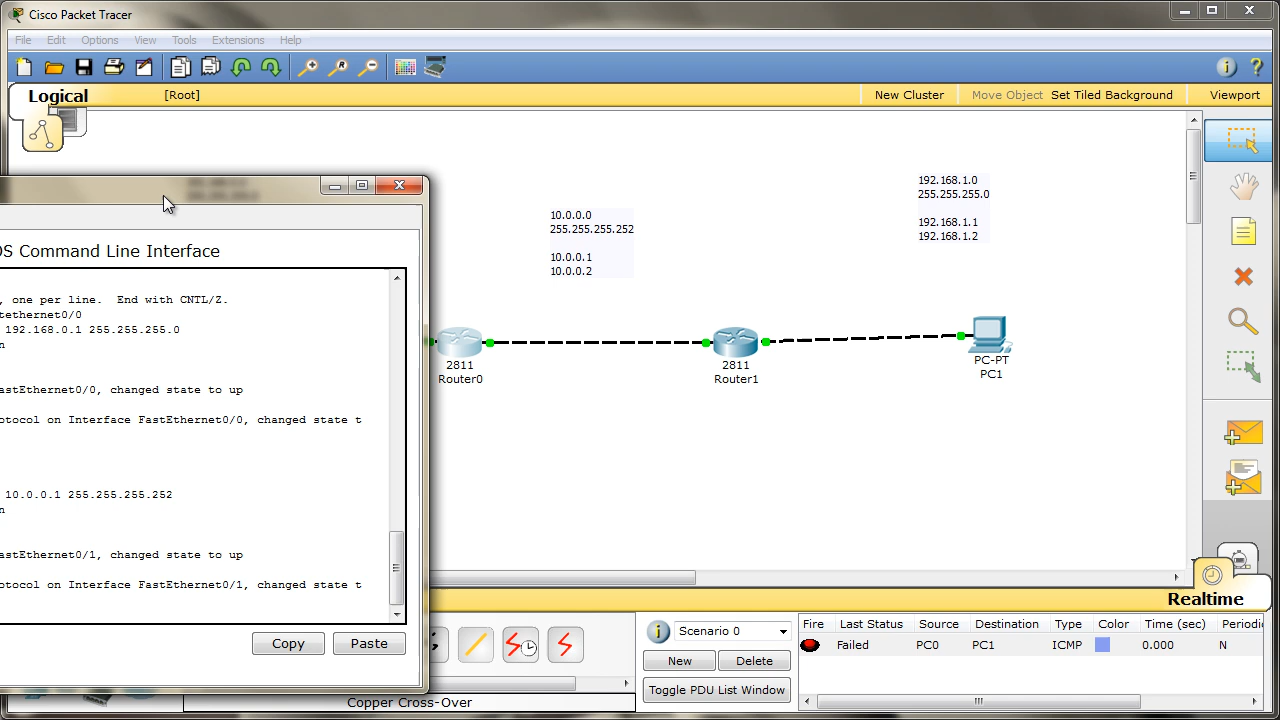 Cisco Packet Tracer
File Edit Options View Tools Extensions Help
Logical
[Root]
New Cluster
Move Object
Set Tiled Background
Viewport
192.168.1.0
255.255.255.0
192.168.1.1
192.168.1.2
10.0.0.0
255.255.255.252
10.0.0.1
10.0.0.2
OS Command Line Interface
, one per line.  End with CNTL/Z.
tethernet0/0
192.168.0.1 255.255.255.0
n
astEthernet0/0, changed state to up
otocol on Interface FastEthernet0/0, changed state t
10.0.0.1 255.255.255.252
n
astEthernet0/1, changed state to up
otocol on Interface FastEthernet0/1, changed state t
Copy
Paste
2811
Router0
2811
Router1
PC-PT
PC1
Realtime
Scenario 0
New
Delete
Toggle PDU List Window
Fire Last Status Source Destination Type Color Time (sec) Periodi
Failed PC0 PC1 ICMP 0.000 N
Copper Cross-Over